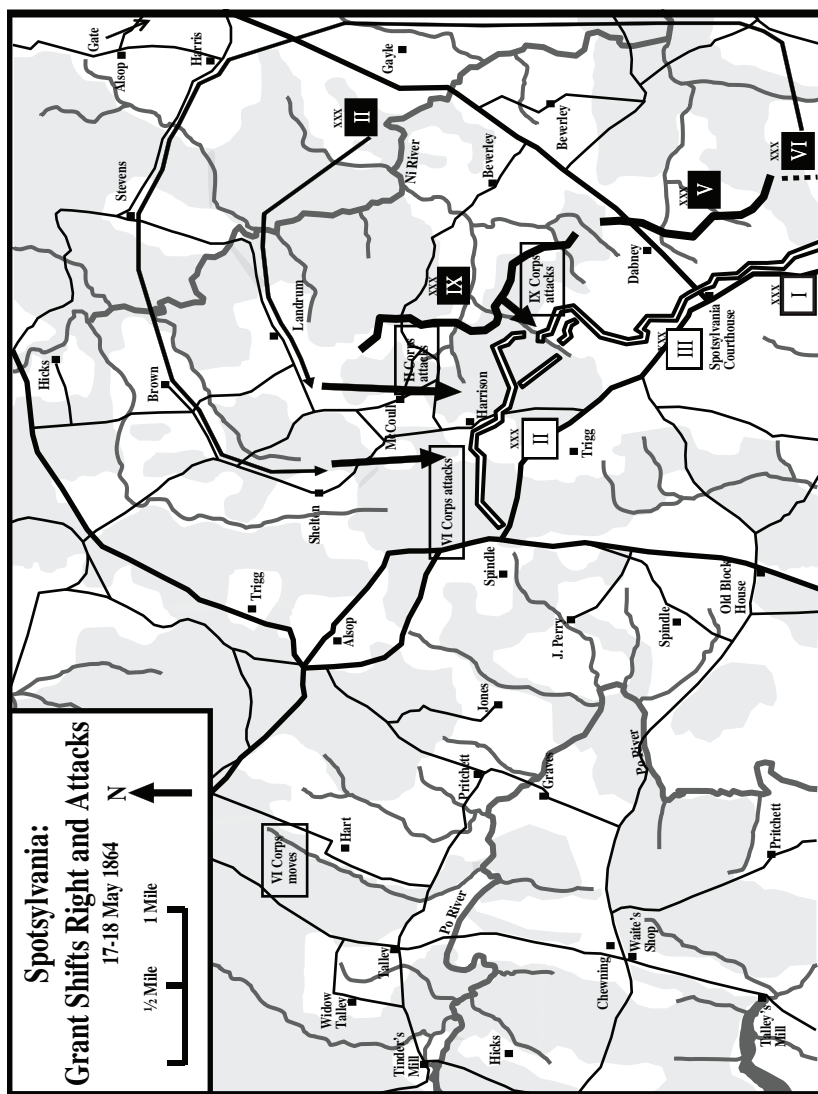 Spotsylvania:
Grant Shifts Right and Attacks
17-18 May 1864
½ Mile
1 Mile
N
Gate
Alsop
Harris
Gayle
XXX
II
Stevens
Ni River
Beverley
Beverley
XXX
VI
XXX
V
Landrum
XXX
IX
IX Corps
attacks
Dabney
Hicks
Brown
II Corps
attacks
McCoull
Harrison
XXX
III
Spotsylvania
Courthouse
XXX
I
XXX
II
Trigg
Shelton
VI Corps attacks
Trigg
Alsop
Spindle
J. Perry
Spindle
Old Block
House
Jones
Pritchett
Graves
Po River
Pritchett
VI Corps
moves
Hart
Po River
Talley
Widow
Talley
Tinder's
Mill
Hicks
Chewning
Waite's
Shop
Talley's
Mill